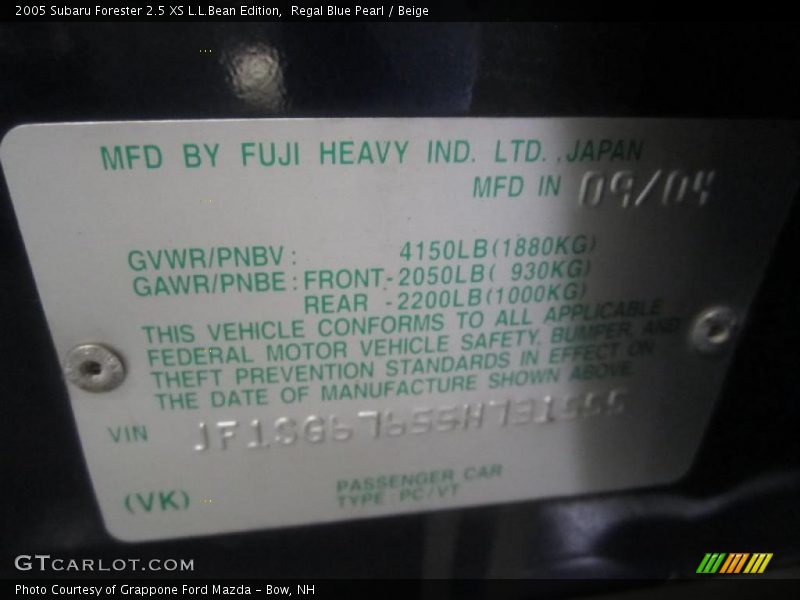 2005 Subaru Forester 2.5 XS L.L.Bean Edition, Regal Blue Pearl / Beige
MFD BY FUJI HEAVY IND. LTD. , JAPAN
MFD IN 09/04
GVWR/PNBV : 4150LB(1880KG)
GAWR/PNBE : FRONT-2050LB( 930KG)
REAR -2200LB(1000KG)
THIS VEHICLE CONFORMS TO ALL APPLICABLE
FEDERAL MOTOR VEHICLE SAFETY, BUMPER, AND
THEFT PREVENTION STANDARDS IN EFFECT ON
THE DATE OF MANUFACTURE SHOWN ABOVE.
VIN JF1SG67655H731555
PASSENGER CAR
(VK) TYPE PC/VT
GTCARLOT.COM
Photo Courtesy of Grappone Ford Mazda - Bow, NH